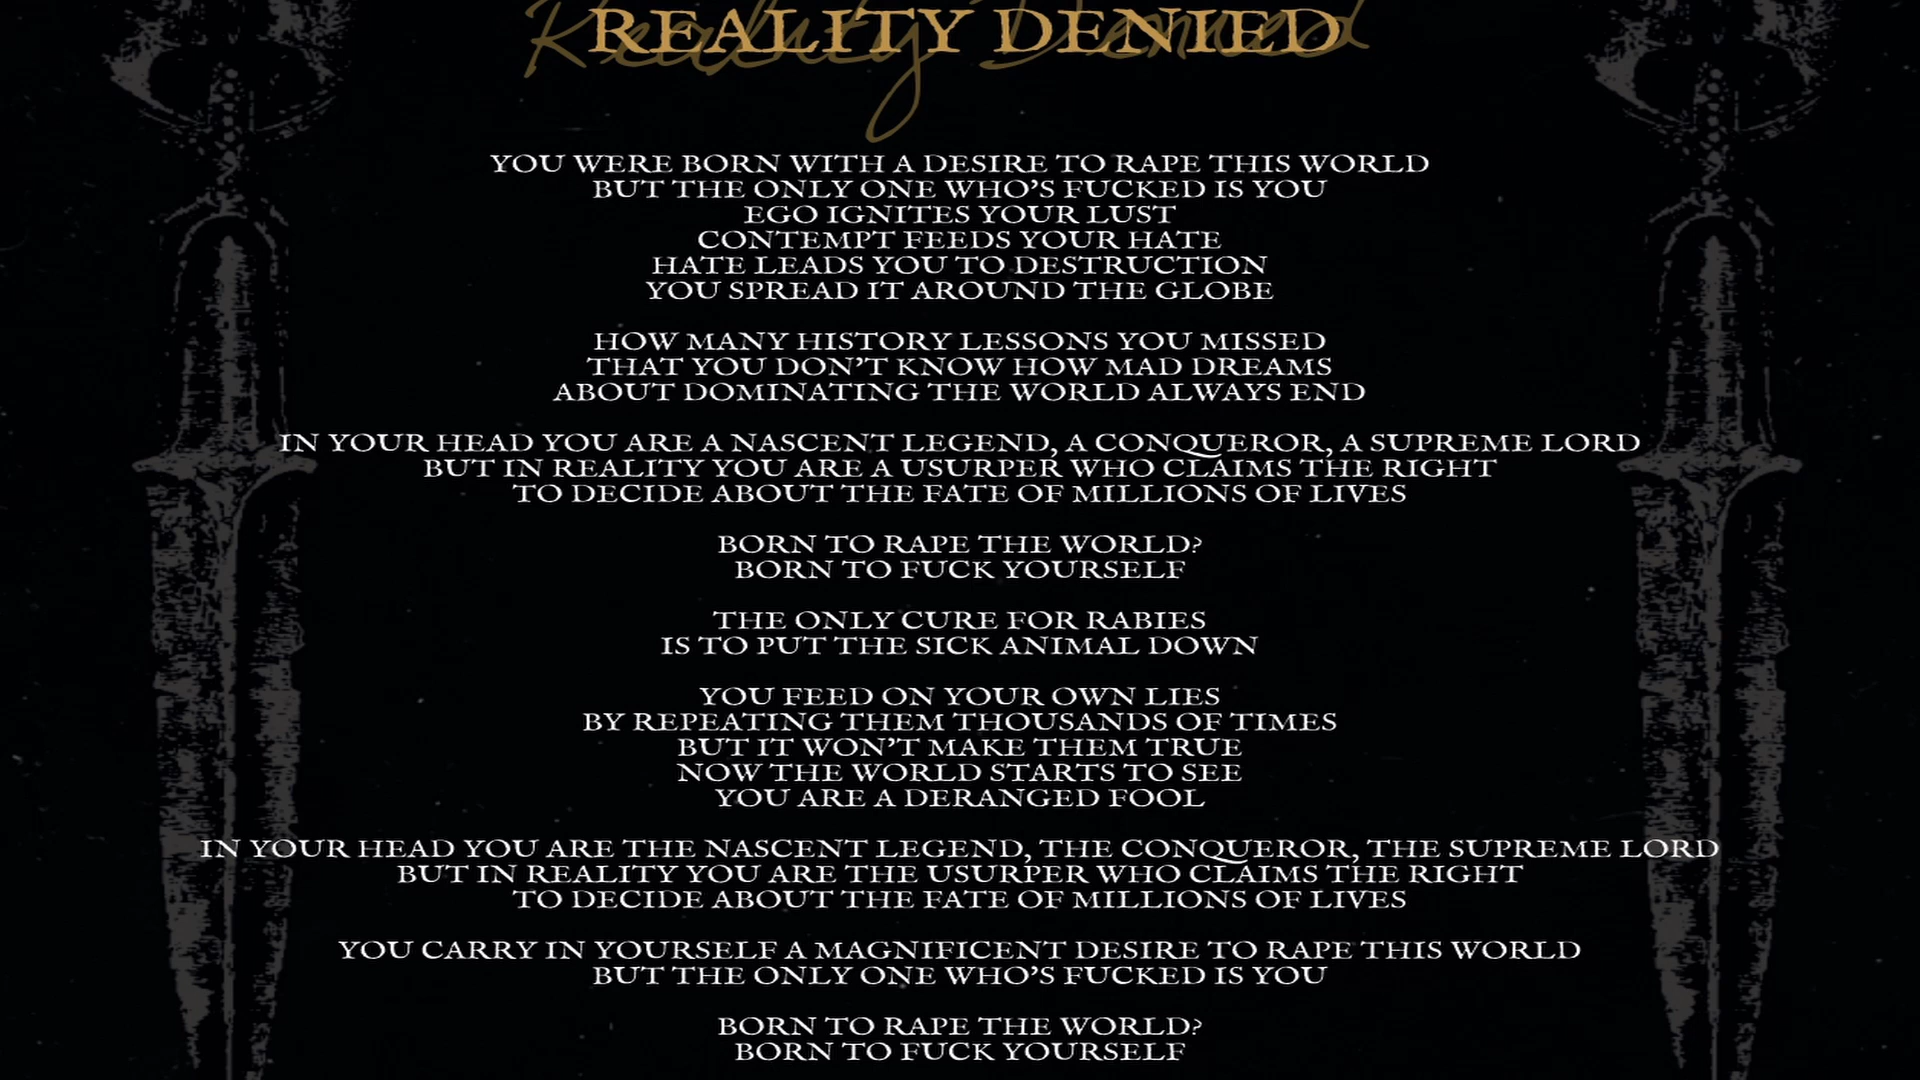 REALITY DENIED
Reality Denied
YOU WERE BORN WITH A DESIRE TO RAPE THIS WORLD
BUT THE ONLY ONE WHO'S FUCKED IS YOU
EGO IGNITES YOUR LUST
CONTEMPT FEEDS YOUR HATE
HATE LEADS YOU TO DESTRUCTION
YOU SPREAD IT AROUND THE GLOBE
HOW MANY HISTORY LESSONS YOU MISSED
THAT YOU DON'T KNOW HOW MAD DREAMS
ABOUT DOMINATING THE WORLD ALWAYS END
IN YOUR HEAD YOU ARE A NASCENT LEGEND, A CONQUEROR, A SUPREME LORD
BUT IN REALITY YOU ARE A USURPER WHO CLAIMS THE RIGHT
TO DECIDE ABOUT THE FATE OF MILLIONS OF LIVES
BORN TO RAPE THE WORLD?
BORN TO FUCK YOURSELF
THE ONLY CURE FOR RABIES
IS TO PUT THE SICK ANIMAL DOWN
YOU FEED ON YOUR OWN LIES
BY REPEATING THEM THOUSANDS OF TIMES
BUT IT WON'T MAKE THEM TRUE
NOW THE WORLD STARTS TO SEE
YOU ARE A DERANGED FOOL
IN YOUR HEAD YOU ARE THE NASCENT LEGEND, THE CONQUEROR, THE SUPREME LORD
BUT IN REALITY YOU ARE THE USURPER WHO CLAIMS THE RIGHT
TO DECIDE ABOUT THE FATE OF MILLIONS OF LIVES
YOU CARRY IN YOURSELF A MAGNIFICENT DESIRE TO RAPE THIS WORLD
BUT THE ONLY ONE WHO'S FUCKED IS YOU
BORN TO RAPE THE WORLD?
BORN TO FUCK YOURSELF